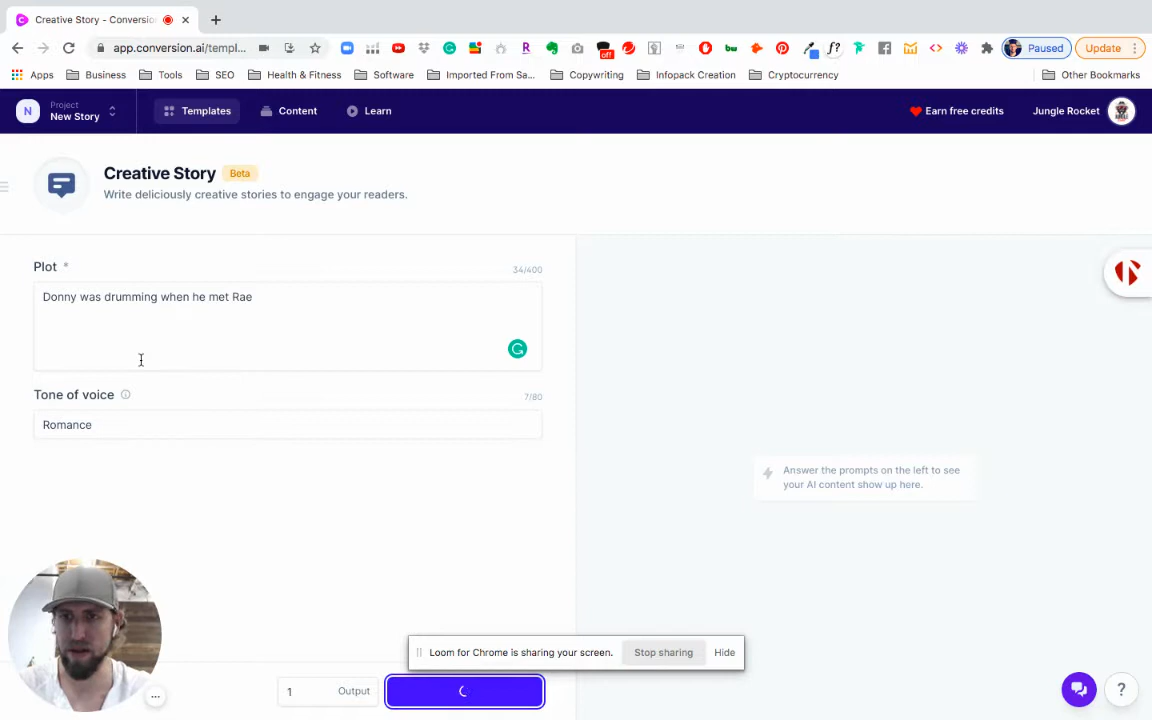 Creative Story - Conversio
app.conversion.ai/templ...
off
Paused
Update
Apps
Business
Tools
SEO
Health & Fitness
Software
Imported From Sa...
Copywriting
Infopack Creation
Cryptocurrency
Other Bookmarks
N
Project
New Story
Templates
Content
Learn
Earn free credits
Jungle Rocket
Creative Story
Beta
Write deliciously creative stories to engage your readers.
Plot *
34/400
Donny was drumming when he met Rae
Tone of voice
7/80
Romance
Answer the prompts on the left to see
your AI content show up here.
Loom for Chrome is sharing your screen.
Stop sharing
Hide
1
Output
?